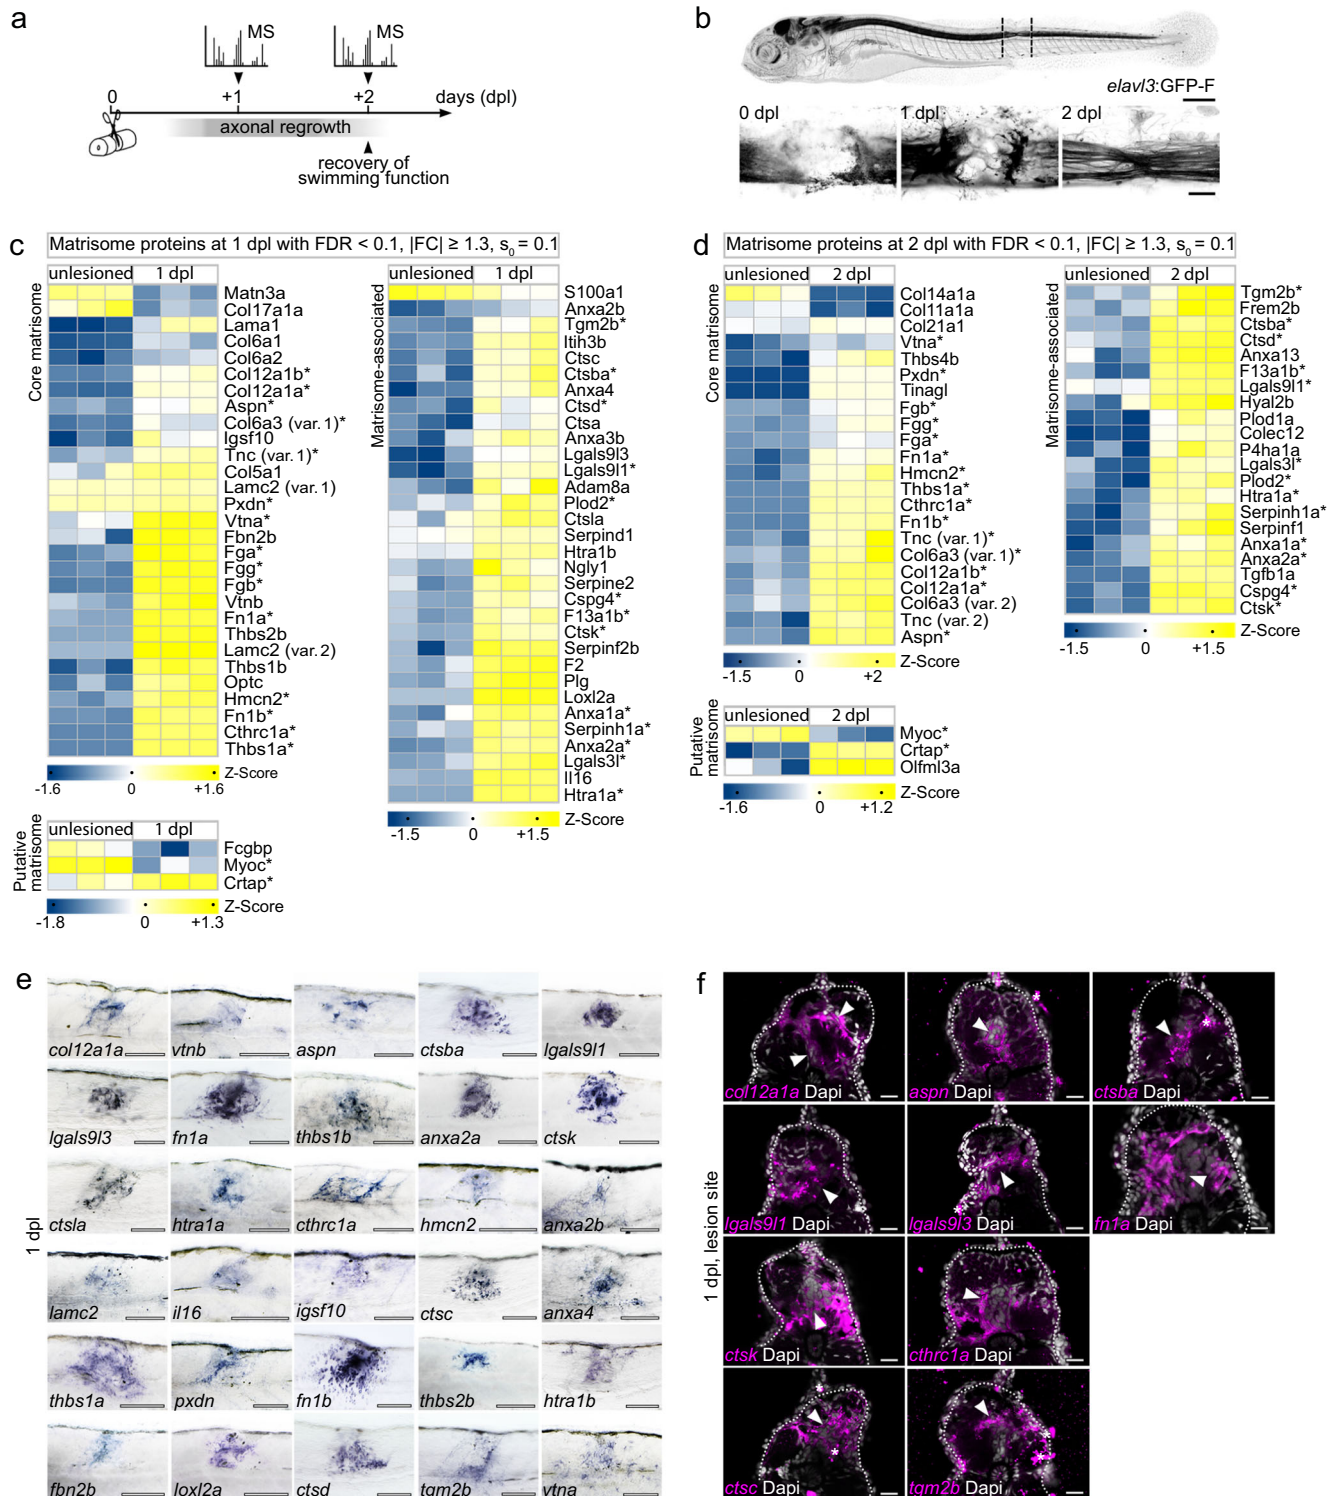 a
MS
MS
0
+1
+2
days (dpl)
axonal regrowth
recovery of
swimming function
b
elavl3:GFP-F
0 dpl
1 dpl
2 dpl
c
Matrisome proteins at 1 dpl with FDR < 0.1, |FC| ≥ 1.3, s0 = 0.1
unlesioned
1 dpl
Core matrisome
Matn3a
Col17a1a
Lama1
Col6a1
Col6a2
Col12a1b*
Col12a1a*
Aspn*
Col6a3 (var. 1)*
Igsf10
Tnc (var. 1)*
Col5a1
Lamc2 (var. 1)
Pxdn*
Vtna*
Fbn2b
Fga*
Fgg*
Fgb*
Vtnb
Fn1a*
Thbs2b
Lamc2 (var. 2)
Thbs1b
Optc
Hmcn2*
Fn1b*
Cthrc1a*
Thbs1a*
Z-Score
-1.6
0
+1.6
unlesioned
1 dpl
Putative
matrisome
Fcgbp
Myoc*
Crtap*
Z-Score
-1.8
0
+1.3
unlesioned
1 dpl
Matrisome-associated
S100a1
Anxa2b
Tgm2b*
Itih3b
Ctsc
Ctsba*
Anxa4
Ctsd*
Ctsa
Anxa3b
Lgals9l3
Lgals9l1*
Adam8a
Plod2*
Ctsla
Serpind1
Htra1b
Ngly1
Serpine2
Cspg4*
F13a1b*
Ctsk*
Serpinf2b
F2
Plg
Loxl2a
Anxa1a*
Serpinh1a*
Anxa2a*
Lgals3l*
Il16
Htra1a*
Z-Score
-1.5
0
+1.5
d
Matrisome proteins at 2 dpl with FDR < 0.1, |FC| ≥ 1.3, s0 = 0.1
unlesioned
2 dpl
Core matrisome
Col14a1a
Col11a1a
Col21a1
Vtna*
Thbs4b
Pxdn*
Tinagl
Fgb*
Fgg*
Fga*
Fn1a*
Hmcn2*
Thbs1a*
Cthrc1a*
Fn1b*
Tnc (var. 1)*
Col6a3 (var. 1)*
Col12a1b*
Col12a1a*
Col6a3 (var. 2)
Tnc (var. 2)
Aspn*
Z-Score
-1.5
0
+2
unlesioned
2 dpl
Putative
matrisome
Myoc*
Crtap*
Olfml3a
Z-Score
-1.6
0
+1.2
unlesioned
2 dpl
Matrisome-associated
Tgm2b*
Frem2b
Ctsba*
Ctsd*
Anxa13
F13a1b*
Lgals9l1*
Hyal2b
Plod1a
Colec12
P4ha1a
Lgals3l*
Plod2*
Htra1a*
Serpinh1a*
Serpinf1
Anxa1a*
Anxa2a*
Tgfb1a
Cspg4*
Ctsk*
Z-Score
-1.5
0
+1.5
e
1 dpl
col12a1a
vtnb
aspn
ctsba
lgals9l1
lgals9l3
fn1a
thbs1b
anxa2a
ctsk
ctsla
htra1a
cthrc1a
hmcn2
anxa2b
lamc2
il16
igsf10
ctsc
anxa4
thbs1a
pxdn
fn1b
thbs2b
htra1b
fbn2b
loxl2a
ctsd
tgm2b
vtna
f
1 dpl, lesion site
col12a1a Dapi
aspn Dapi
ctsba Dapi
lgals9l1 Dapi
lgals9l3 Dapi
fn1a Dapi
ctsk Dapi
cthrc1a Dapi
ctsc Dapi
tgm2b Dapi